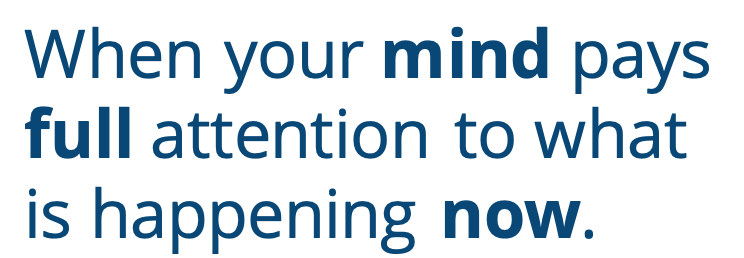 When your mind pays
full attention to what
is happening now.